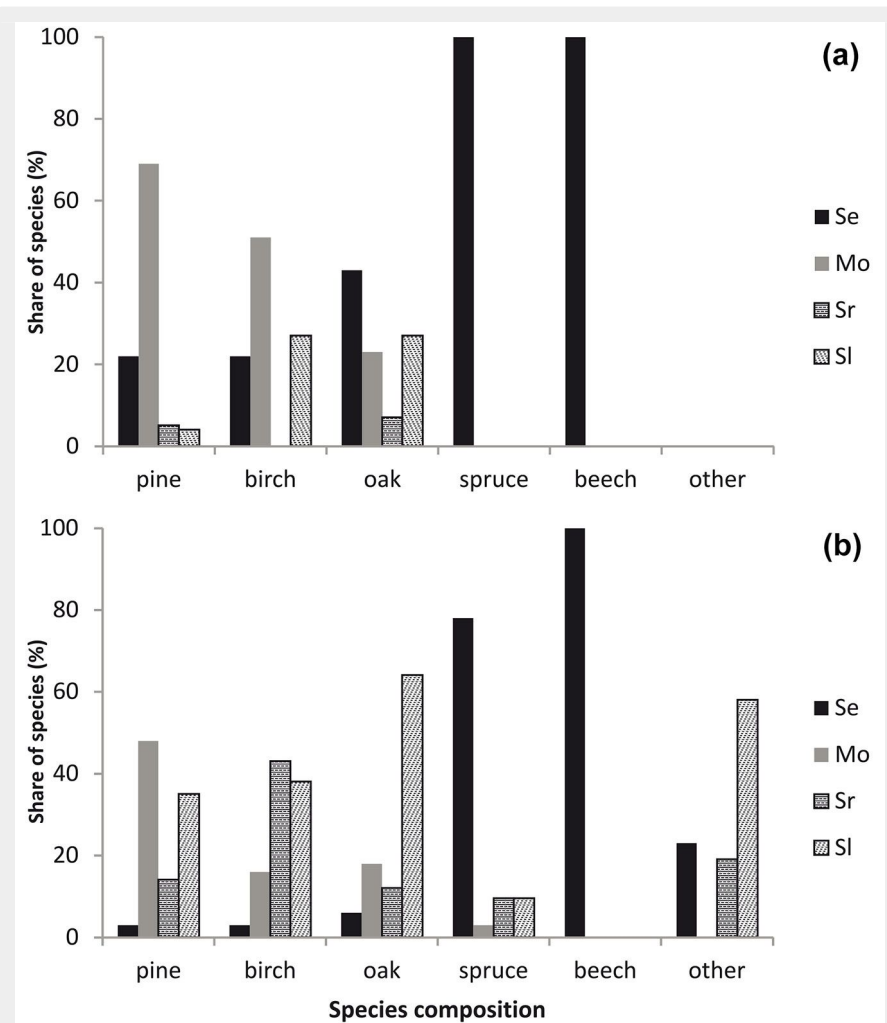 (a)
Share of species (%)
100
80
60
40
20
0
pine birch oak spruce beech other
Se
Mo
Sr
Sl
(b)
Share of species (%)
100
80
60
40
20
0
pine birch oak spruce beech other
Se
Mo
Sr
Sl
Species composition